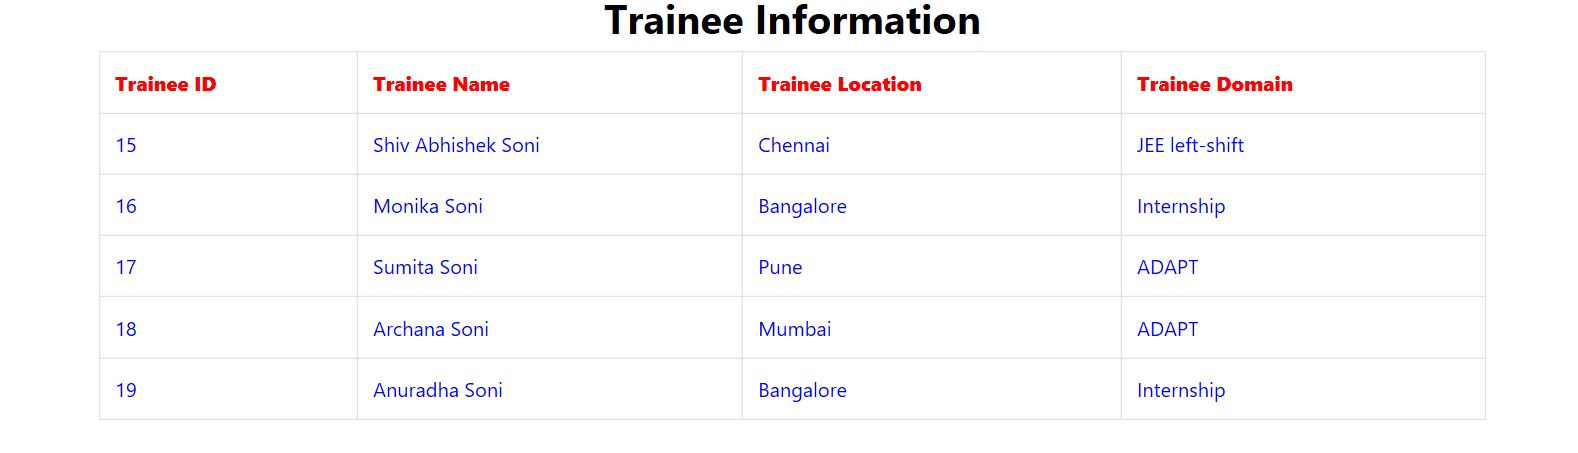 Trainee Information
Trainee ID Trainee Name Trainee Location Trainee Domain
15 Shiv Abhishek Soni Chennai JEE left-shift
16 Monika Soni Bangalore Internship
17 Sumita Soni Pune ADAPT
18 Archana Soni Mumbai ADAPT
19 Anuradha Soni Bangalore Internship